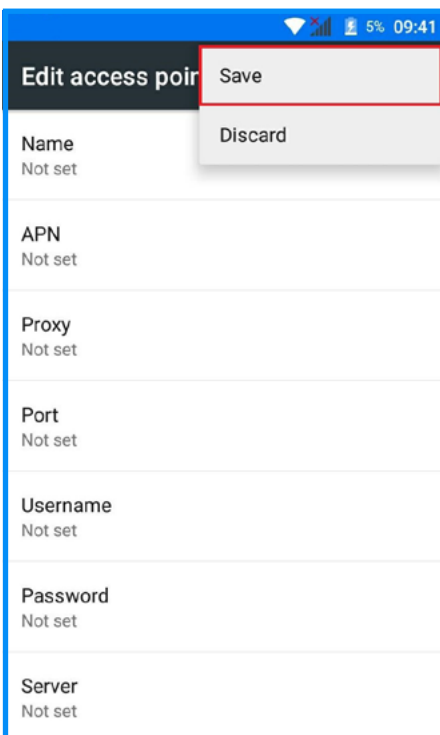 5% 09:41
Edit access poin
Save
Discard
Name
Not set
APN
Not set
Proxy
Not set
Port
Not set
Username
Not set
Password
Not set
Server
Not set